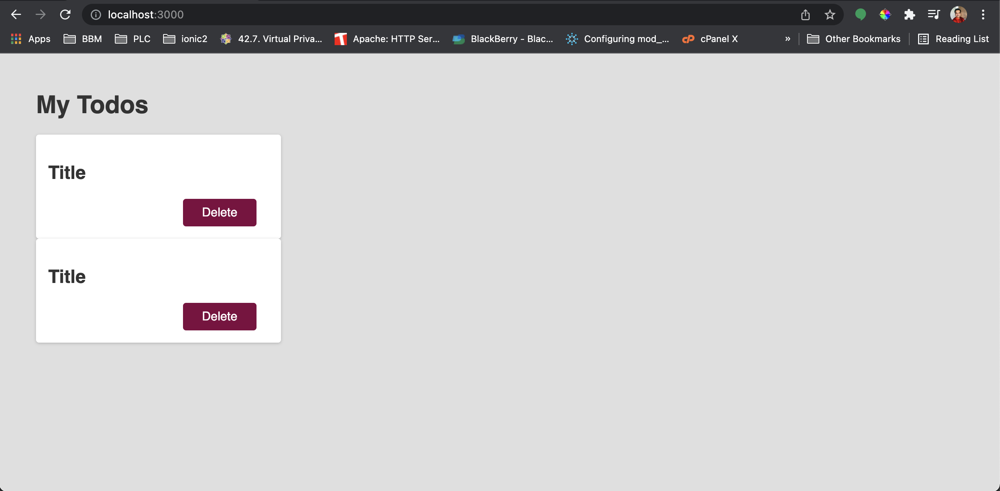 localhost:3000
Apps BBM PLC ionic2 42.7. Virtual Priva... Apache: HTTP Ser... BlackBerry - Blac... Configuring mod_... cPanel X » Other Bookmarks Reading List
My Todos
Title
Delete
Title
Delete